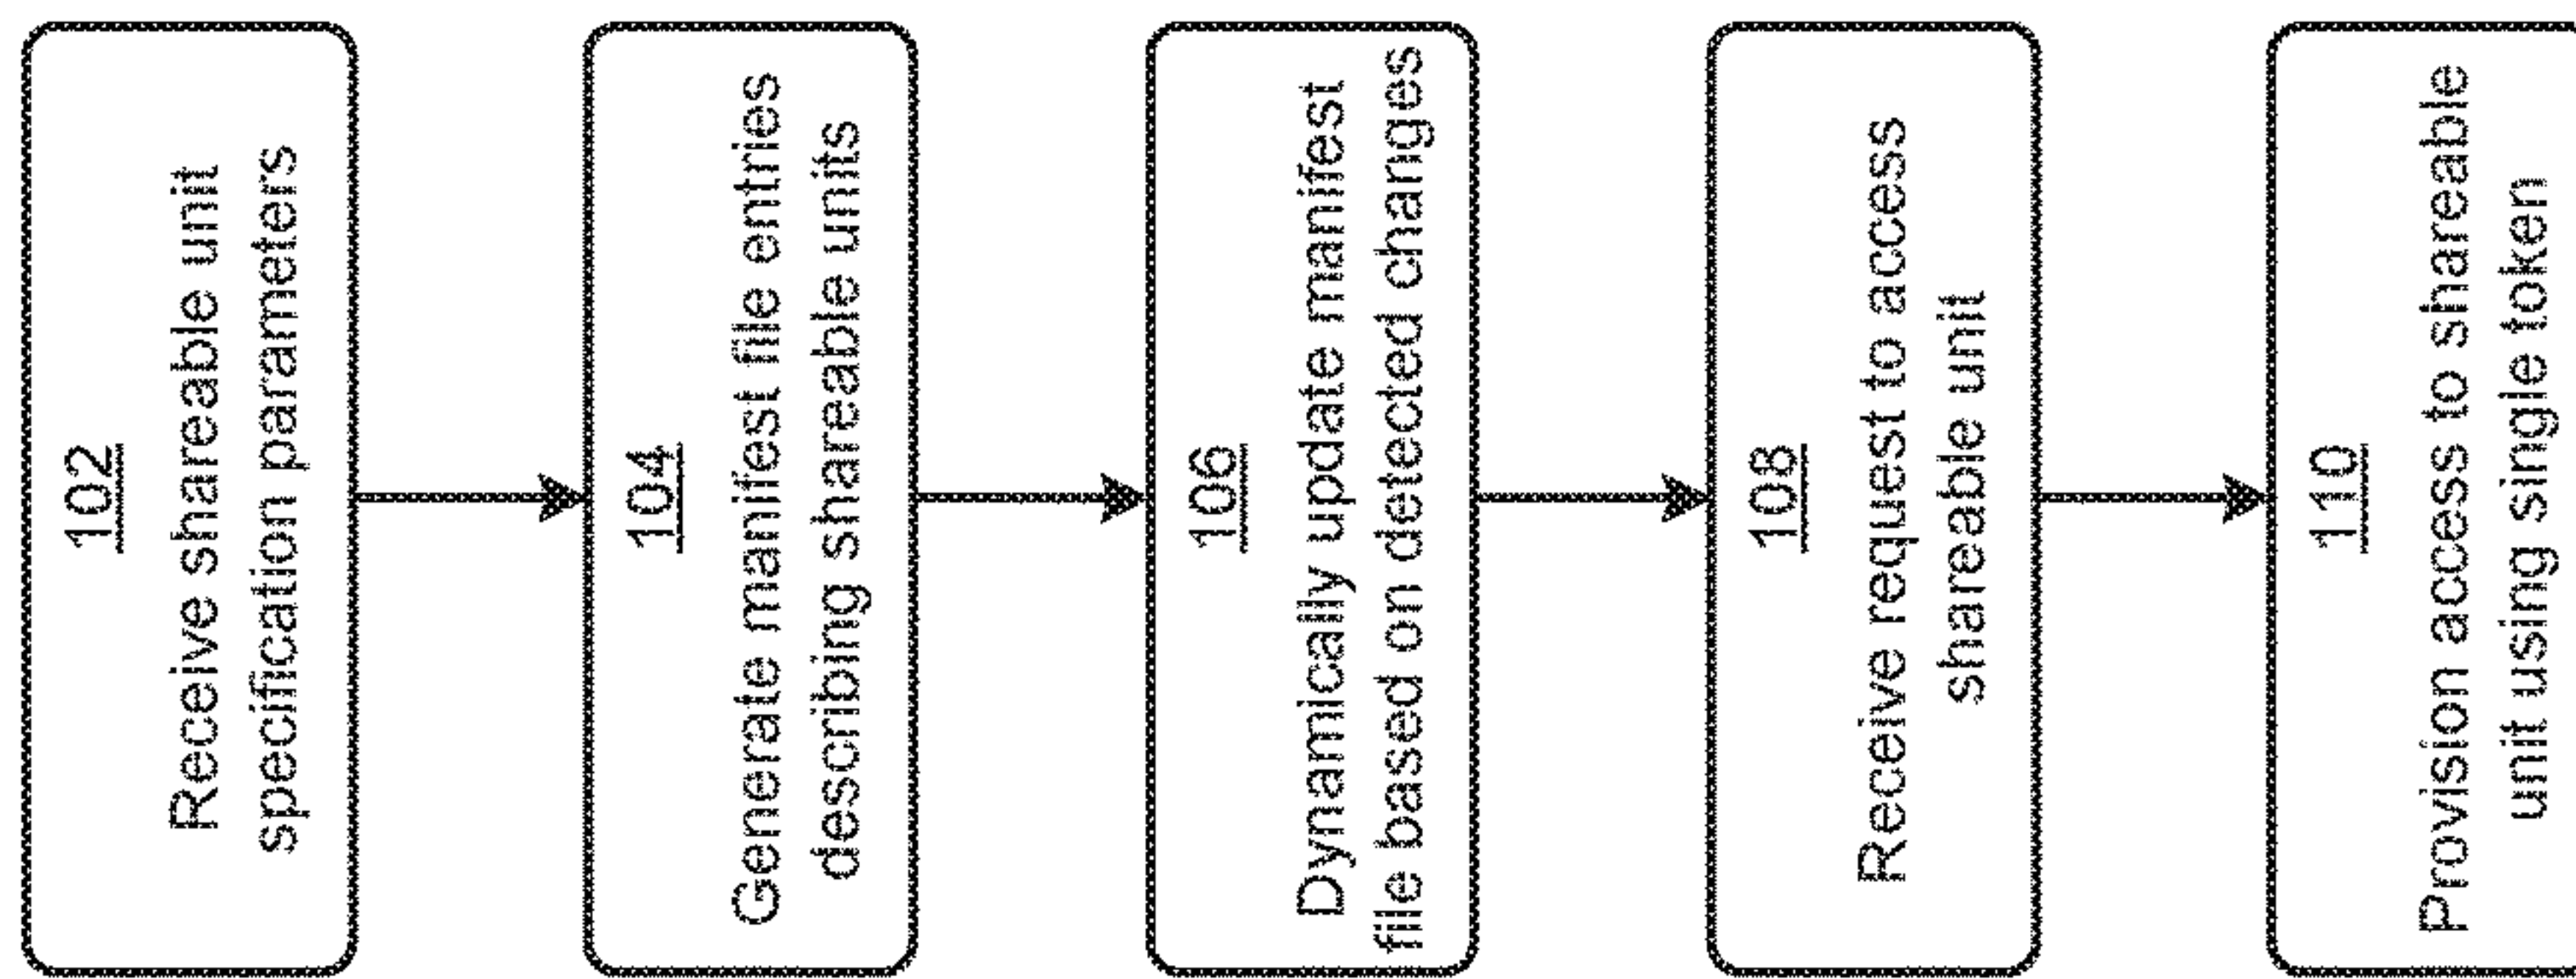 102
Receive shareable unit
specification parameters
104
Generate manifest file entries
describing shareable units
106
Dynamically update manifest
file based on detected changes
108
Receive request to access
shareable unit
110
Provision access to shareable
unit using single token